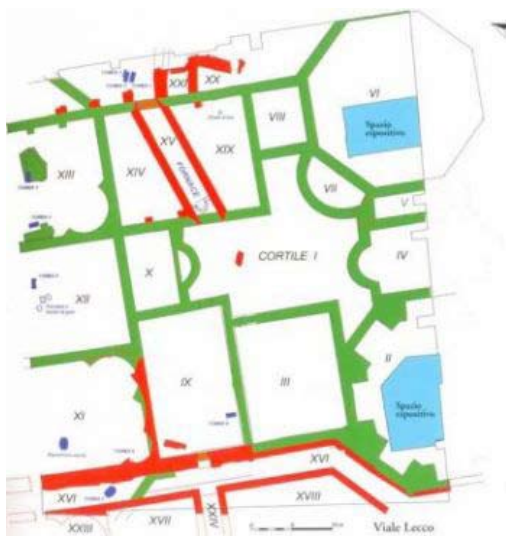 XXI
XX
VI
XV
VIII
Spazio
espositivo
XIII
XIV
XIX
FORNACE
VII
V
X
CORTILE I
IV
XII
IX
III
II
Spazio
espositivo
XI
XVI
XVI
XVIII
XXIV
XVII
XXIII
Viale Lecco